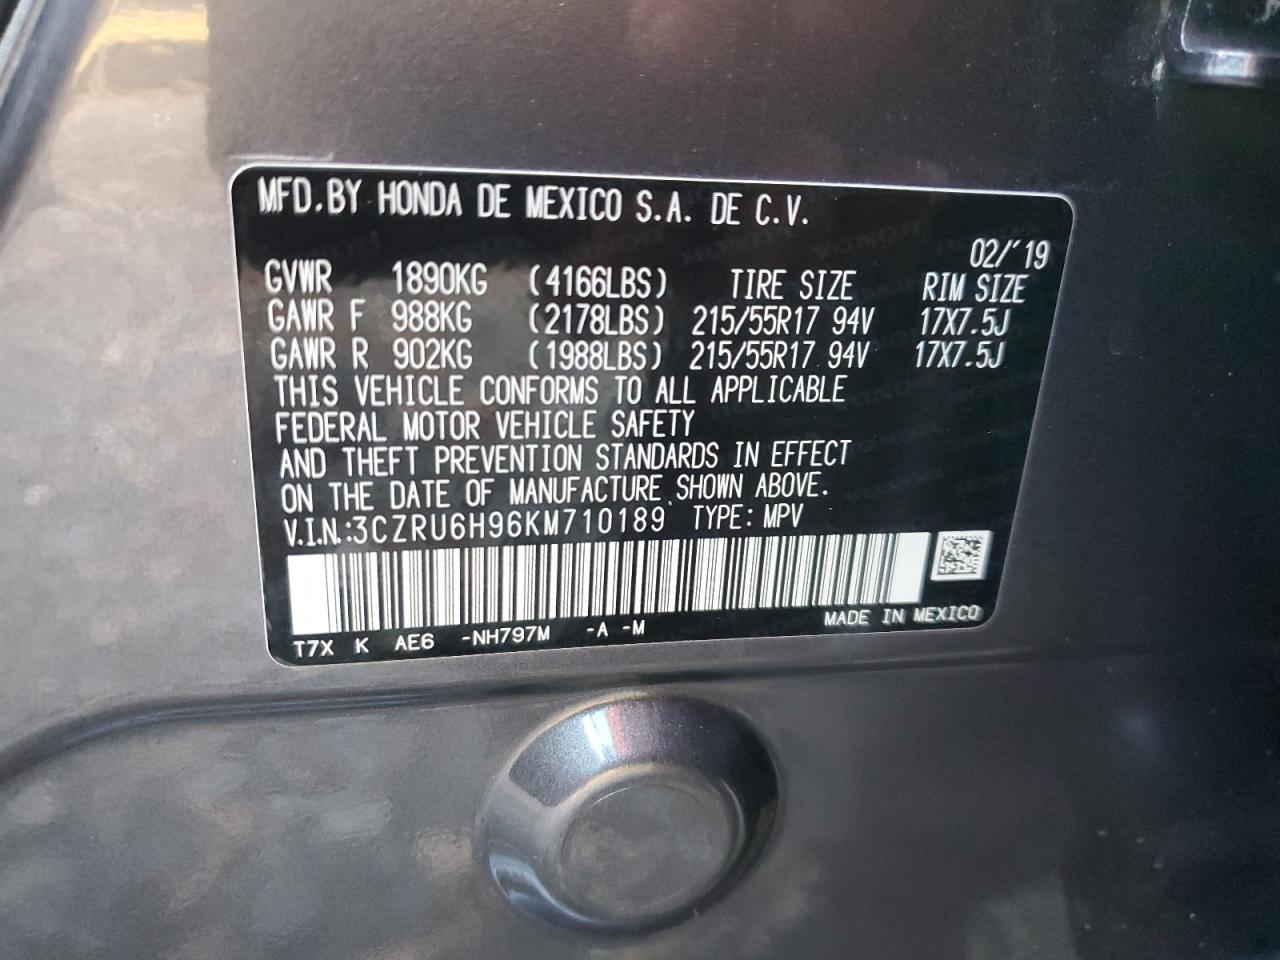 MFD.BY HONDA DE MEXICO S.A. DE C.V.
02/'19
GVWR 1890KG (4166LBS) TIRE SIZE RIM SIZE
GAWR F 988KG (2178LBS) 215/55R17 94V 17X7.5J
GAWR R 902KG (1988LBS) 215/55R17 94V 17X7.5J
THIS VEHICLE CONFORMS TO ALL APPLICABLE
FEDERAL MOTOR VEHICLE SAFETY
AND THEFT PREVENTION STANDARDS IN EFFECT
ON THE DATE OF MANUFACTURE SHOWN ABOVE.
V.I.N.:3CZRU6H96KM710189 TYPE: MPV
MADE IN MEXICO
T7X K AE6 -NH797M -A -M